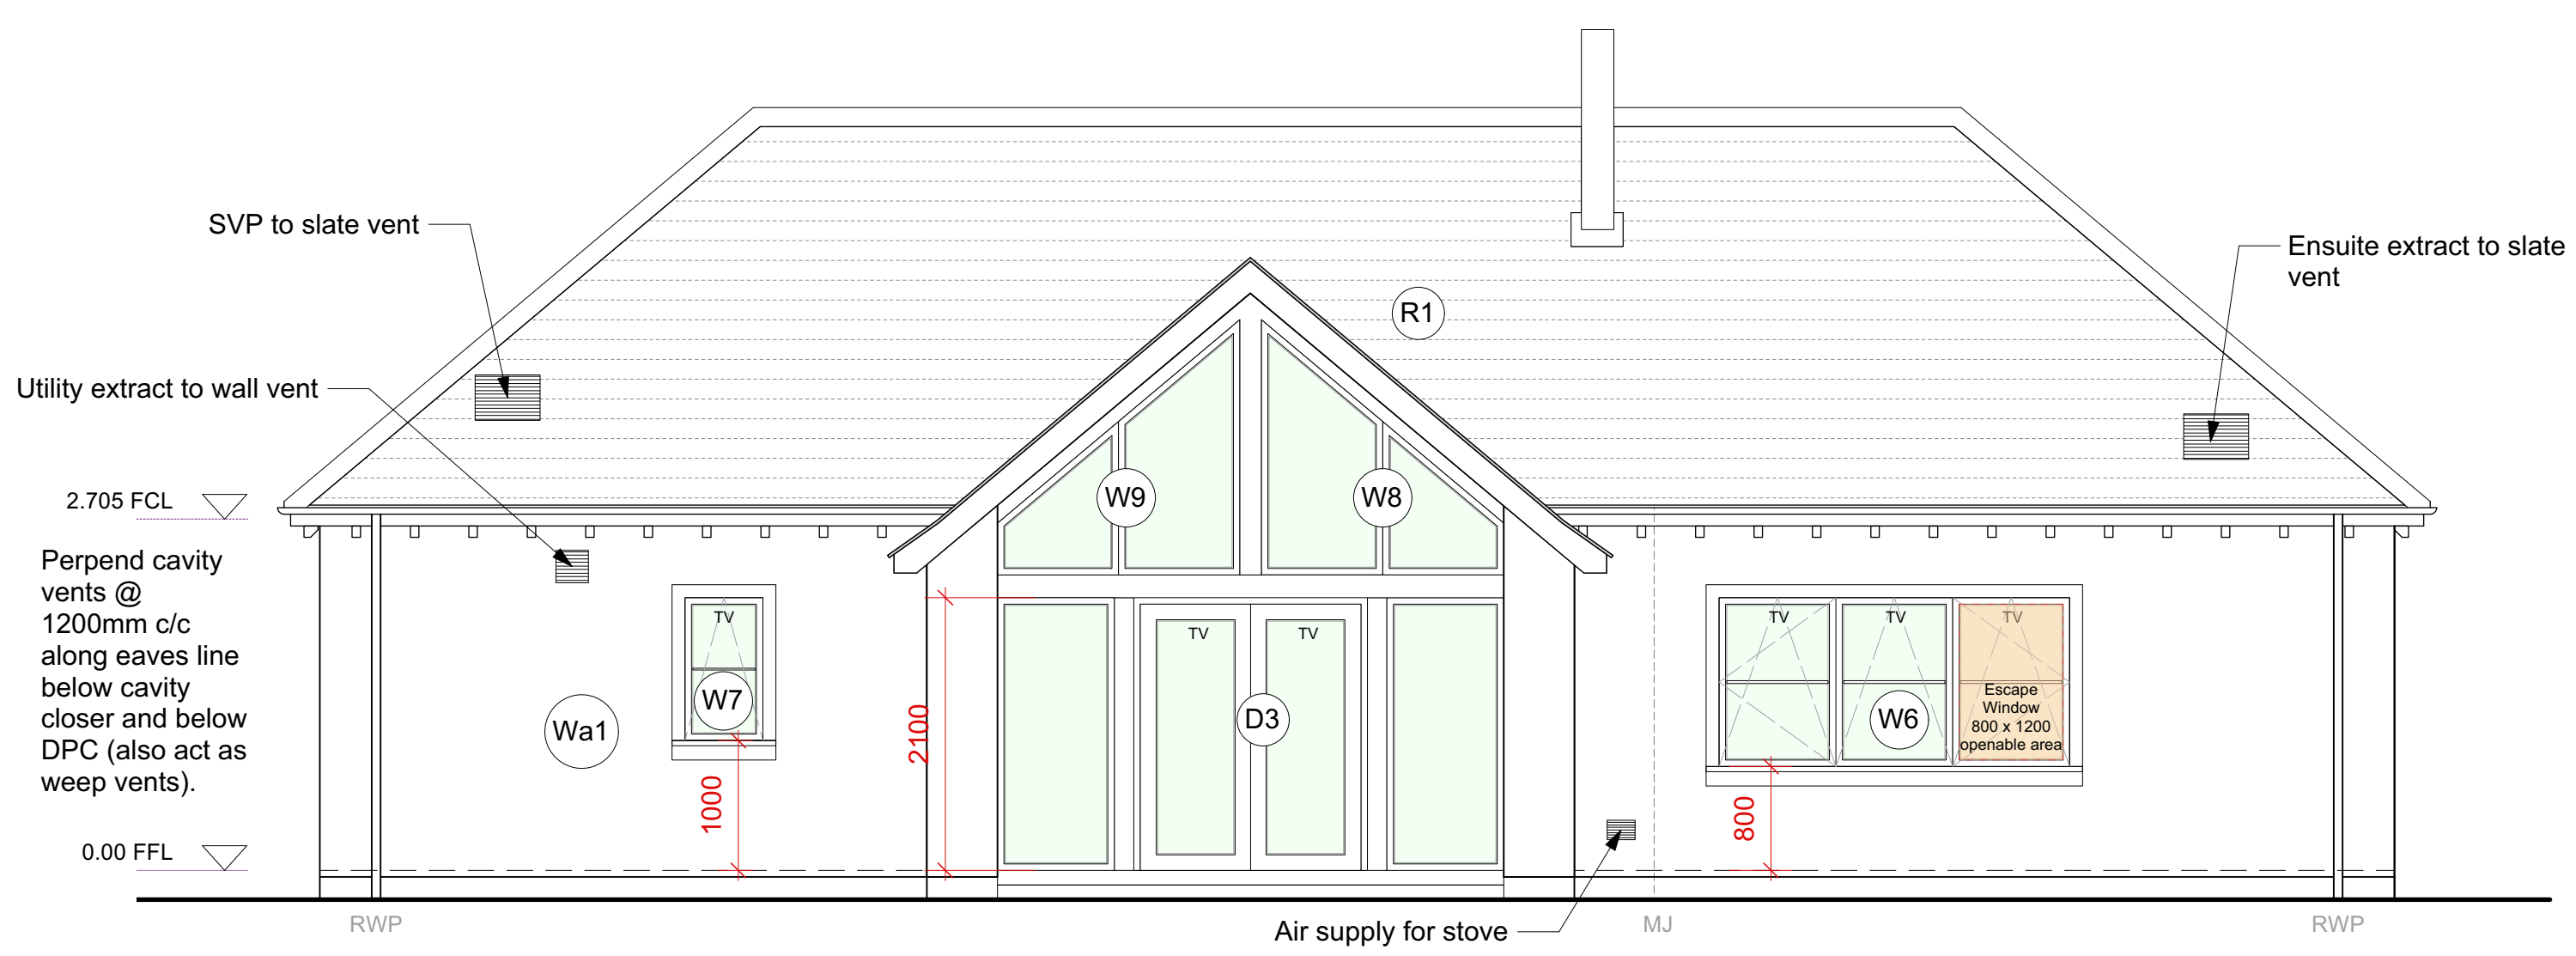 SVP to slate vent
Ensuite extract to slate
vent
R1
Utility extract to wall vent
2.705 FCL
W9
W8
Perpend cavity
vents @
1200mm c/c
along eaves line
below cavity
closer and below
DPC (also act as
weep vents).
TV
W7
Wa1
1000
2100
TV
TV
D3
TV
TV
TV
W6
Escape
Window
800 x 1200
openable area
800
0.00 FFL
RWP
Air supply for stove
MJ
RWP